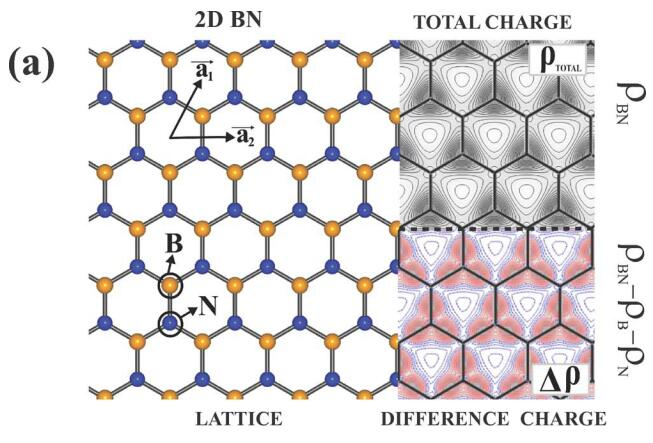 2D BN
TOTAL CHARGE
(a)
a₁
a₂
ρTOTAL
ρBN
B
N
ρBN−ρB−ρN
Δρ
LATTICE
DIFFERENCE CHARGE